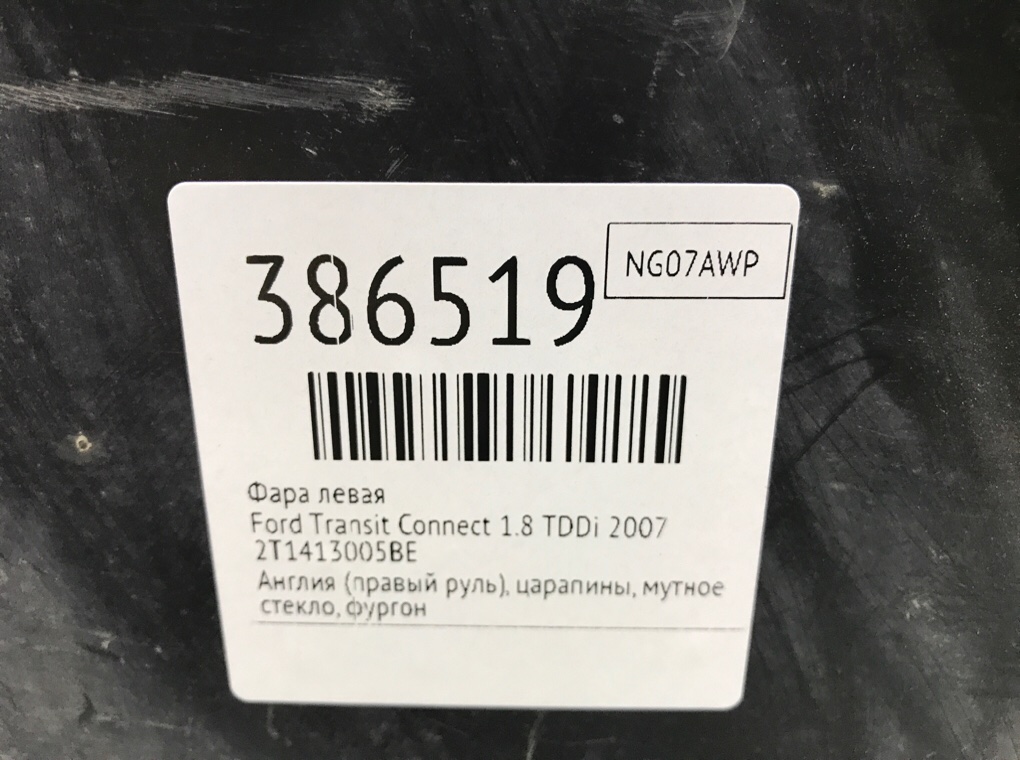 386519
NG07AWP
Фара левая
Ford Transit Connect 1.8 TDDi 2007
2T1413005BE
Англия (правый руль), царапины, мутное
стекло, фургон